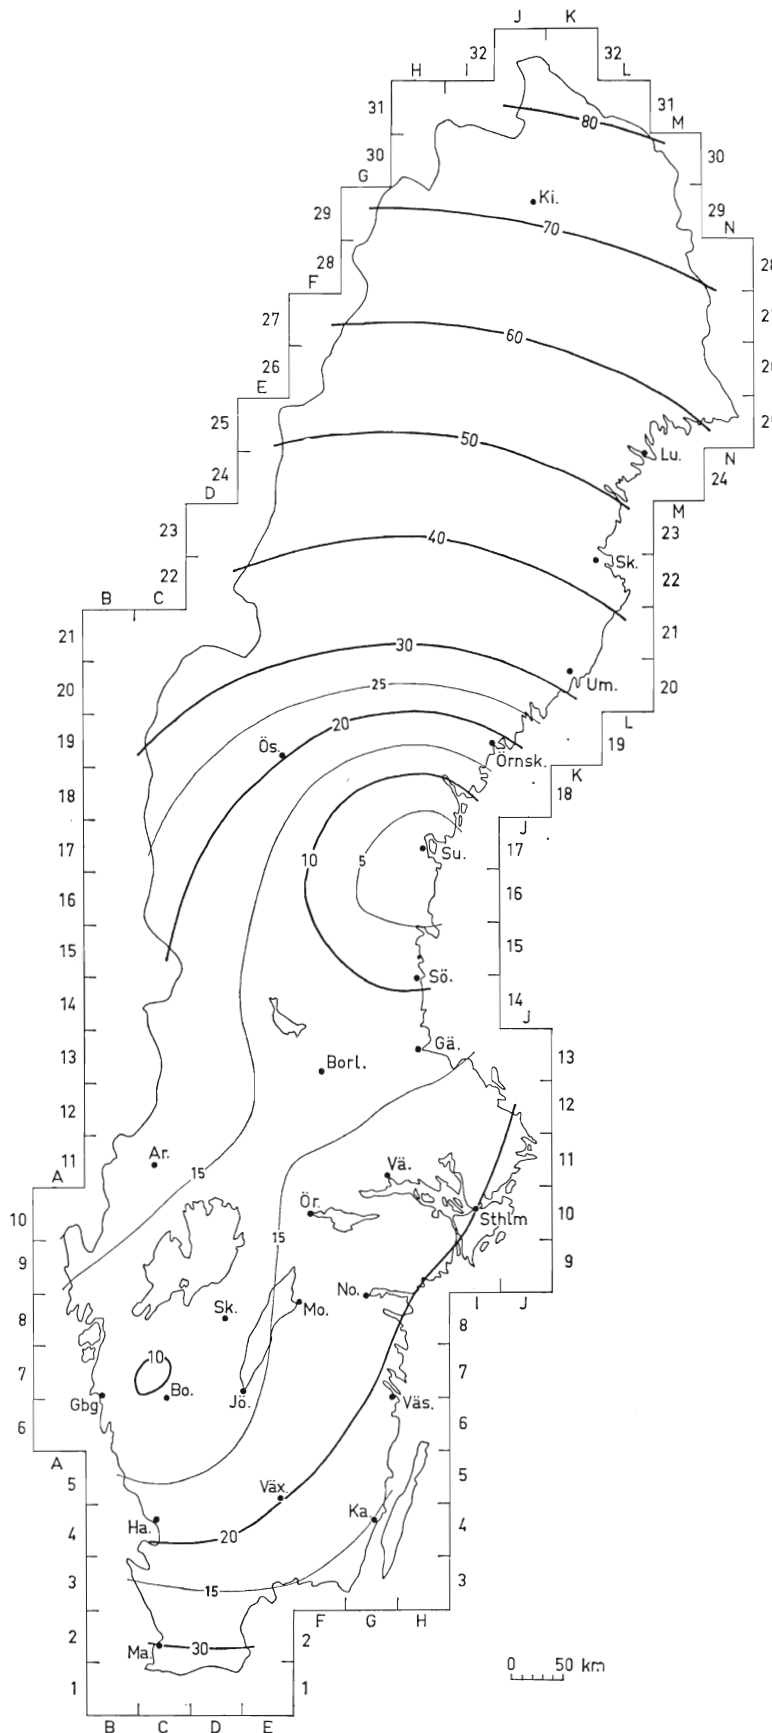 J K
32 32
H I L
31 31
80 M
30 30
Ki.
G
29 29
70 N
28 28
F
27 27
60
26 26
E
25 25
50
Lu. N
24 24
D M
23 23
40
Sk.
22 22
B C
21 21
30
Um.
20 20
25
20 L
Ös.
19 Örnsk. 19
K
18 18
J
17 10 5 Su. 17
16 16
15 15
Sö.
14 14
J
Gä.
13 13
Borl.
12 12
Ar.
11 11
A 15 Vä.
Ör.
10 Sthlm 10
15
9 9
No. I J
Sk. Mo.
8 8
10
7 7
Gbg Bo. Jö. Väs.
6 6
A
5 Väx. 5
Ka.
Ha.
4 20 4
3 15 3
F G H
2 Ma. 30 2
0 50 km
1 1
B C D E